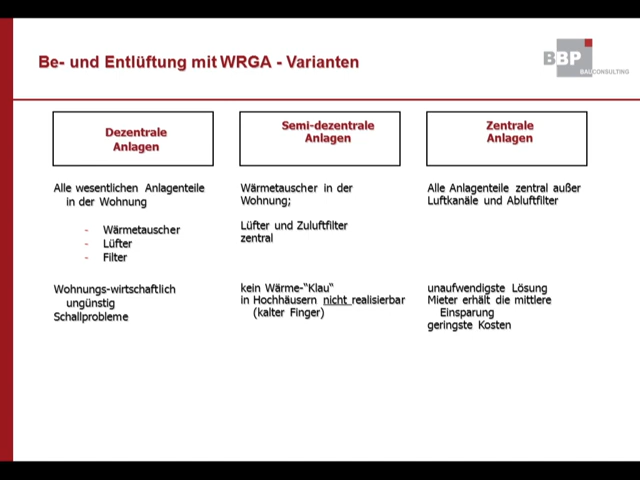 Be- und Entlüftung mit WRGA - Varianten
BBP
BAUCONSULTING
Dezentrale
Anlagen
Alle wesentlichen Anlagenteile
in der Wohnung
- Wärmetauscher
- Lüfter
- Filter
Wohnungs-wirtschaftlich
ungünstig
Schallprobleme
Semi-dezentrale
Anlagen
Wärmetauscher in der
Wohnung;
Lüfter und Zuluftfilter
zentral
kein Wärme-“Klau“
in Hochhäusern nicht realisierbar
(kalter Finger)
Zentrale
Anlagen
Alle Anlagenteile zentral außer
Luftkanäle und Abluftfilter
unaufwendigste Lösung
Mieter erhält die mittlere
Einsparung
geringste Kosten